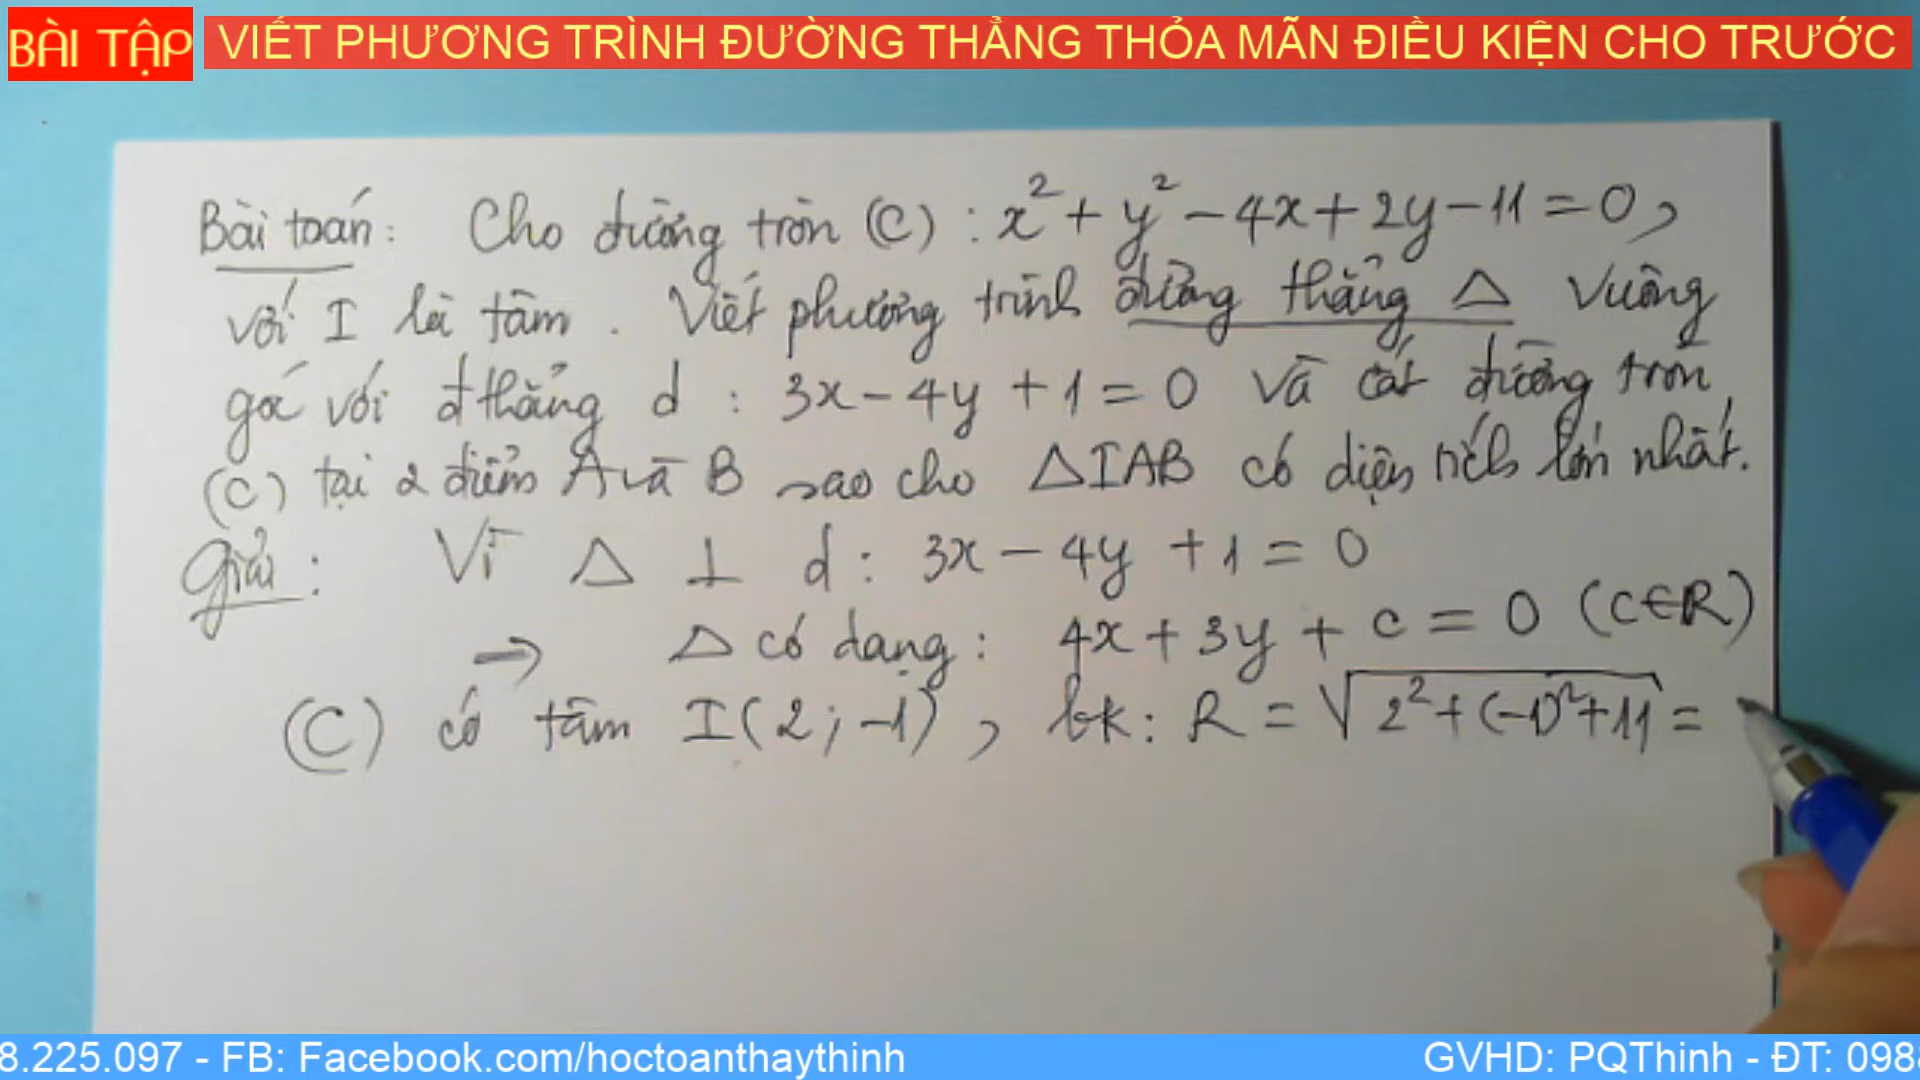 BÀI TẬP VIẾT PHƯƠNG TRÌNH ĐƯỜNG THẲNG THỎA MÃN ĐIỀU KIỆN CHO TRƯỚC
Bài toán: Cho đường tròn (C) : x² + y² - 4x + 2y - 11 = 0,
với I là tâm . Viết phương trình đường thẳng Δ vuông
góc với đthẳng d : 3x - 4y + 1 = 0 và cắt đường tròn
(C) tại 2 điểm A và B sao cho ΔIAB có diện tích lớn nhất.
Giải : Vì Δ ⊥ d : 3x - 4y + 1 = 0
→ Δ có dạng : 4x + 3y + c = 0 (c∈R)
(C) có tâm I(2; -1) , bk: R = √(2² + (-1)² + 11) =
8.225.097 - FB: Facebook.com/hoctoanthaythinh GVHD: PQThinh - ĐT: 098